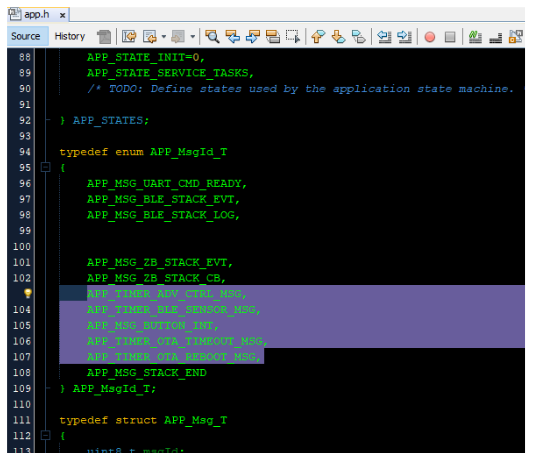 app.h x
Source History
88 APP_STATE_INIT=0,
89 APP_STATE_SERVICE_TASKS,
90 /* TODO: Define states used by the application state machine.
91
92 } APP_STATES;
93
94 typedef enum APP_MsgId_T
95 {
96 APP_MSG_UART_CMD_READY,
97 APP_MSG_BLE_STACK_EVT,
98 APP_MSG_BLE_STACK_LOG,
99
100
101 APP_MSG_ZB_STACK_EVT,
102 APP_MSG_ZB_STACK_CB,
APP_TIMER_ADV_CTRL_MSG,
104 APP_TIMER_BLE_SENSOR_MSG,
105 APP_MSG_BUTTON_INT,
106 APP_TIMER_OTA_TIMEOUT_MSG,
107 APP_TIMER_OTA_REBOOT_MSG,
108 APP_MSG_STACK_END
109 } APP_MsgId_T;
110
111 typedef struct APP_Msg_T
112 {
113 uint8_t msgId;